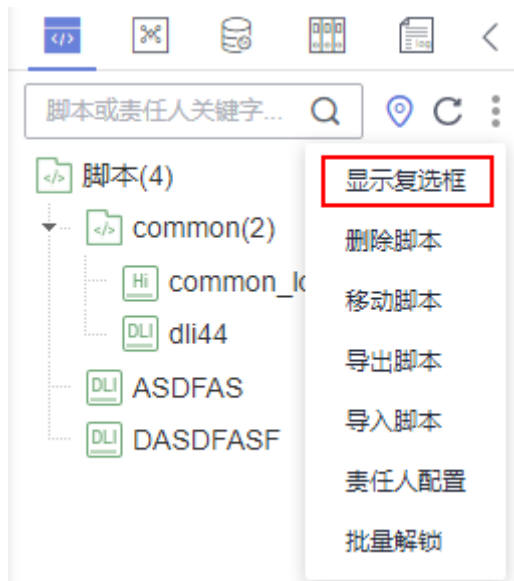 脚本或责任人关键字...
脚本(4)
显示复选框
common(2)
删除脚本
Hi common_lo
移动脚本
DLI dli44
导出脚本
DLI ASDFAS
导入脚本
DLI DASDFASF
责任人配置
批量解锁